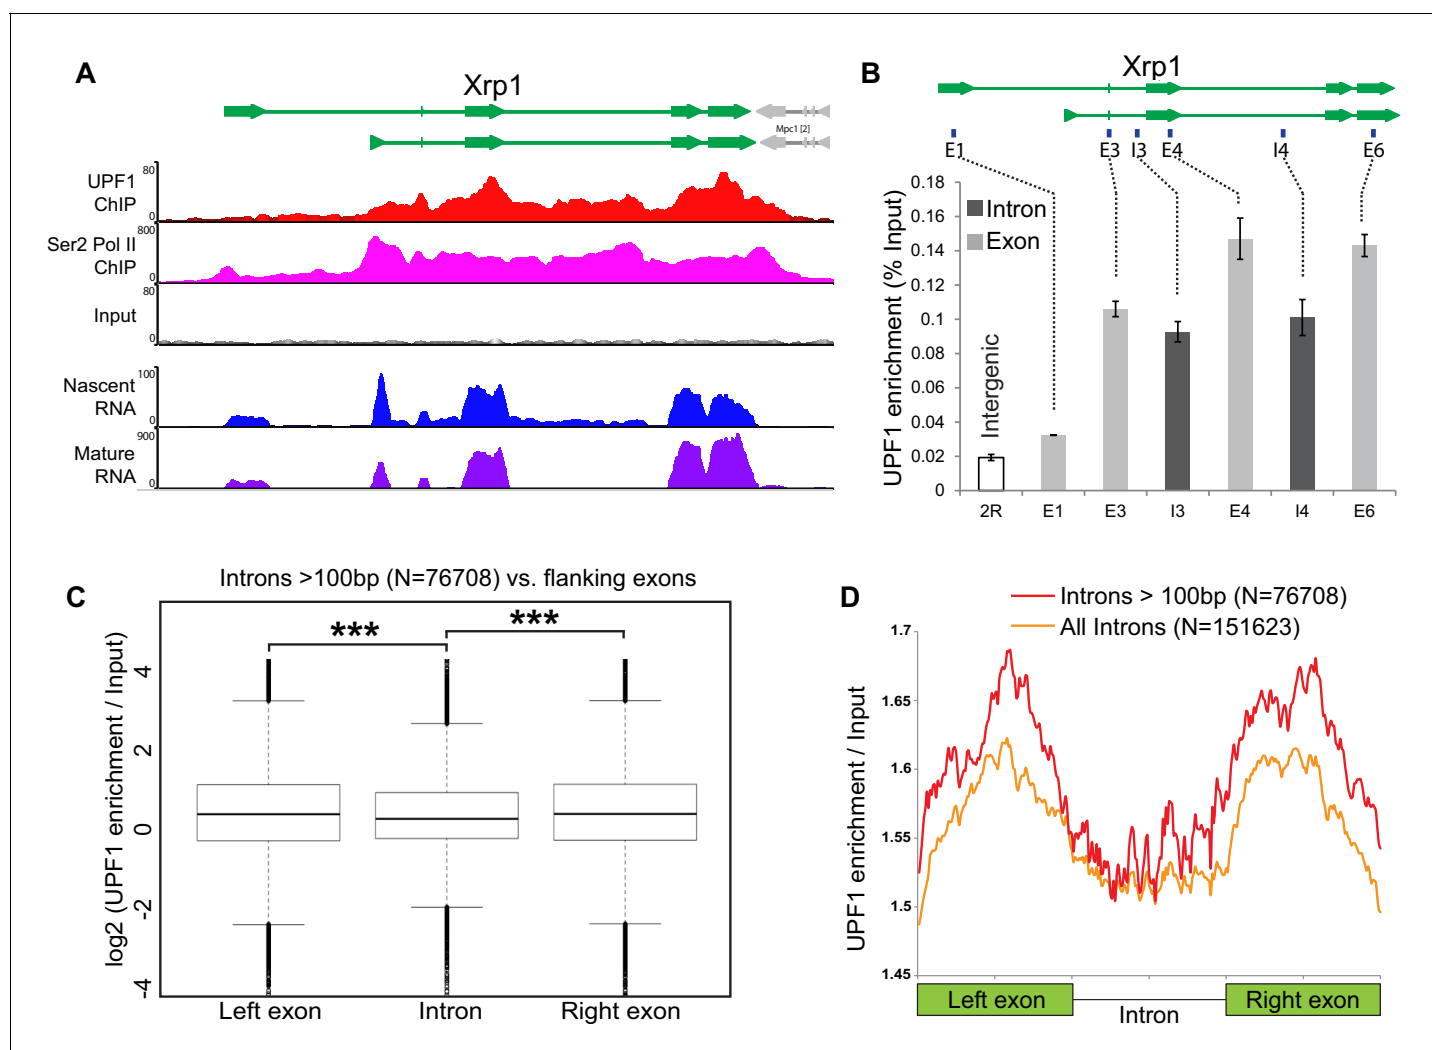 A
Xrp1
Mpc1 [2]
UPF1
ChIP
80
0
Ser2 Pol II
ChIP
800
0
Input
80
0
Nascent
RNA
100
0
Mature
RNA
900
0
B
Xrp1
E1
E3
I3
E4
I4
E6
UPF1 enrichment (% Input)
0.18
0.16
0.14
0.12
0.1
0.08
0.06
0.04
0.02
0
Intron
Exon
Intergenic
2R
E1
E3
I3
E4
I4
E6
C
Introns >100bp (N=76708) vs. flanking exons
***
***
log2 (UPF1 enrichment / Input)
4
2
0
-2
-4
Left exon
Intron
Right exon
D
Introns > 100bp (N=76708)
All Introns (N=151623)
UPF1 enrichment / Input
1.7
1.65
1.6
1.55
1.5
1.45
Left exon
Intron
Right exon